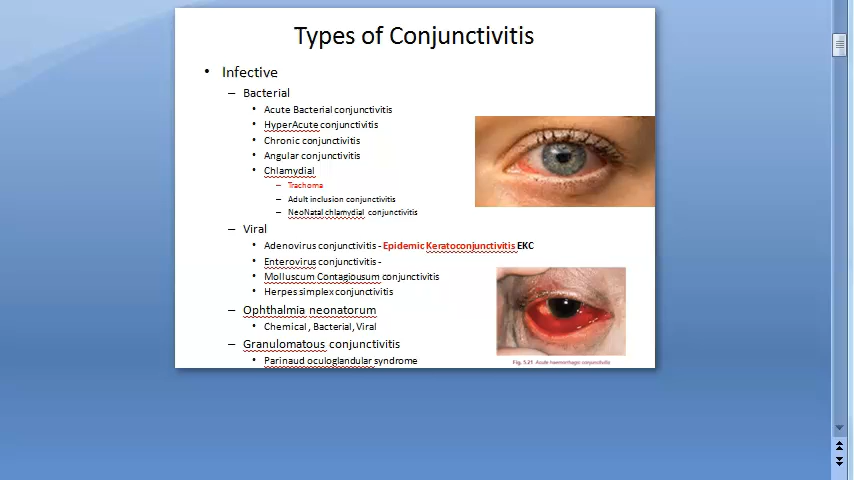 Types of Conjunctivitis
• Infective
– Bacterial
• Acute Bacterial conjunctivitis
• HyperAcute conjunctivitis
• Chronic conjunctivitis
• Angular conjunctivitis
• Chlamydial
– Trachoma
– Adult inclusion conjunctivitis
– NeoNatal chlamydial conjunctivitis
– Viral
• Adenovirus conjunctivitis - Epidemic Keratoconjunctivitis EKC
• Enterovirus conjunctivitis -
• Molluscum Contagiousum conjunctivitis
• Herpes simplex conjunctivitis
– Ophthalmia neonatorum
• Chemical , Bacterial, Viral
– Granulomatous conjunctivitis
• Parinaud oculoglandular syndrome
Fig. 5.21 Acute haemorrhagic conjunctivitis